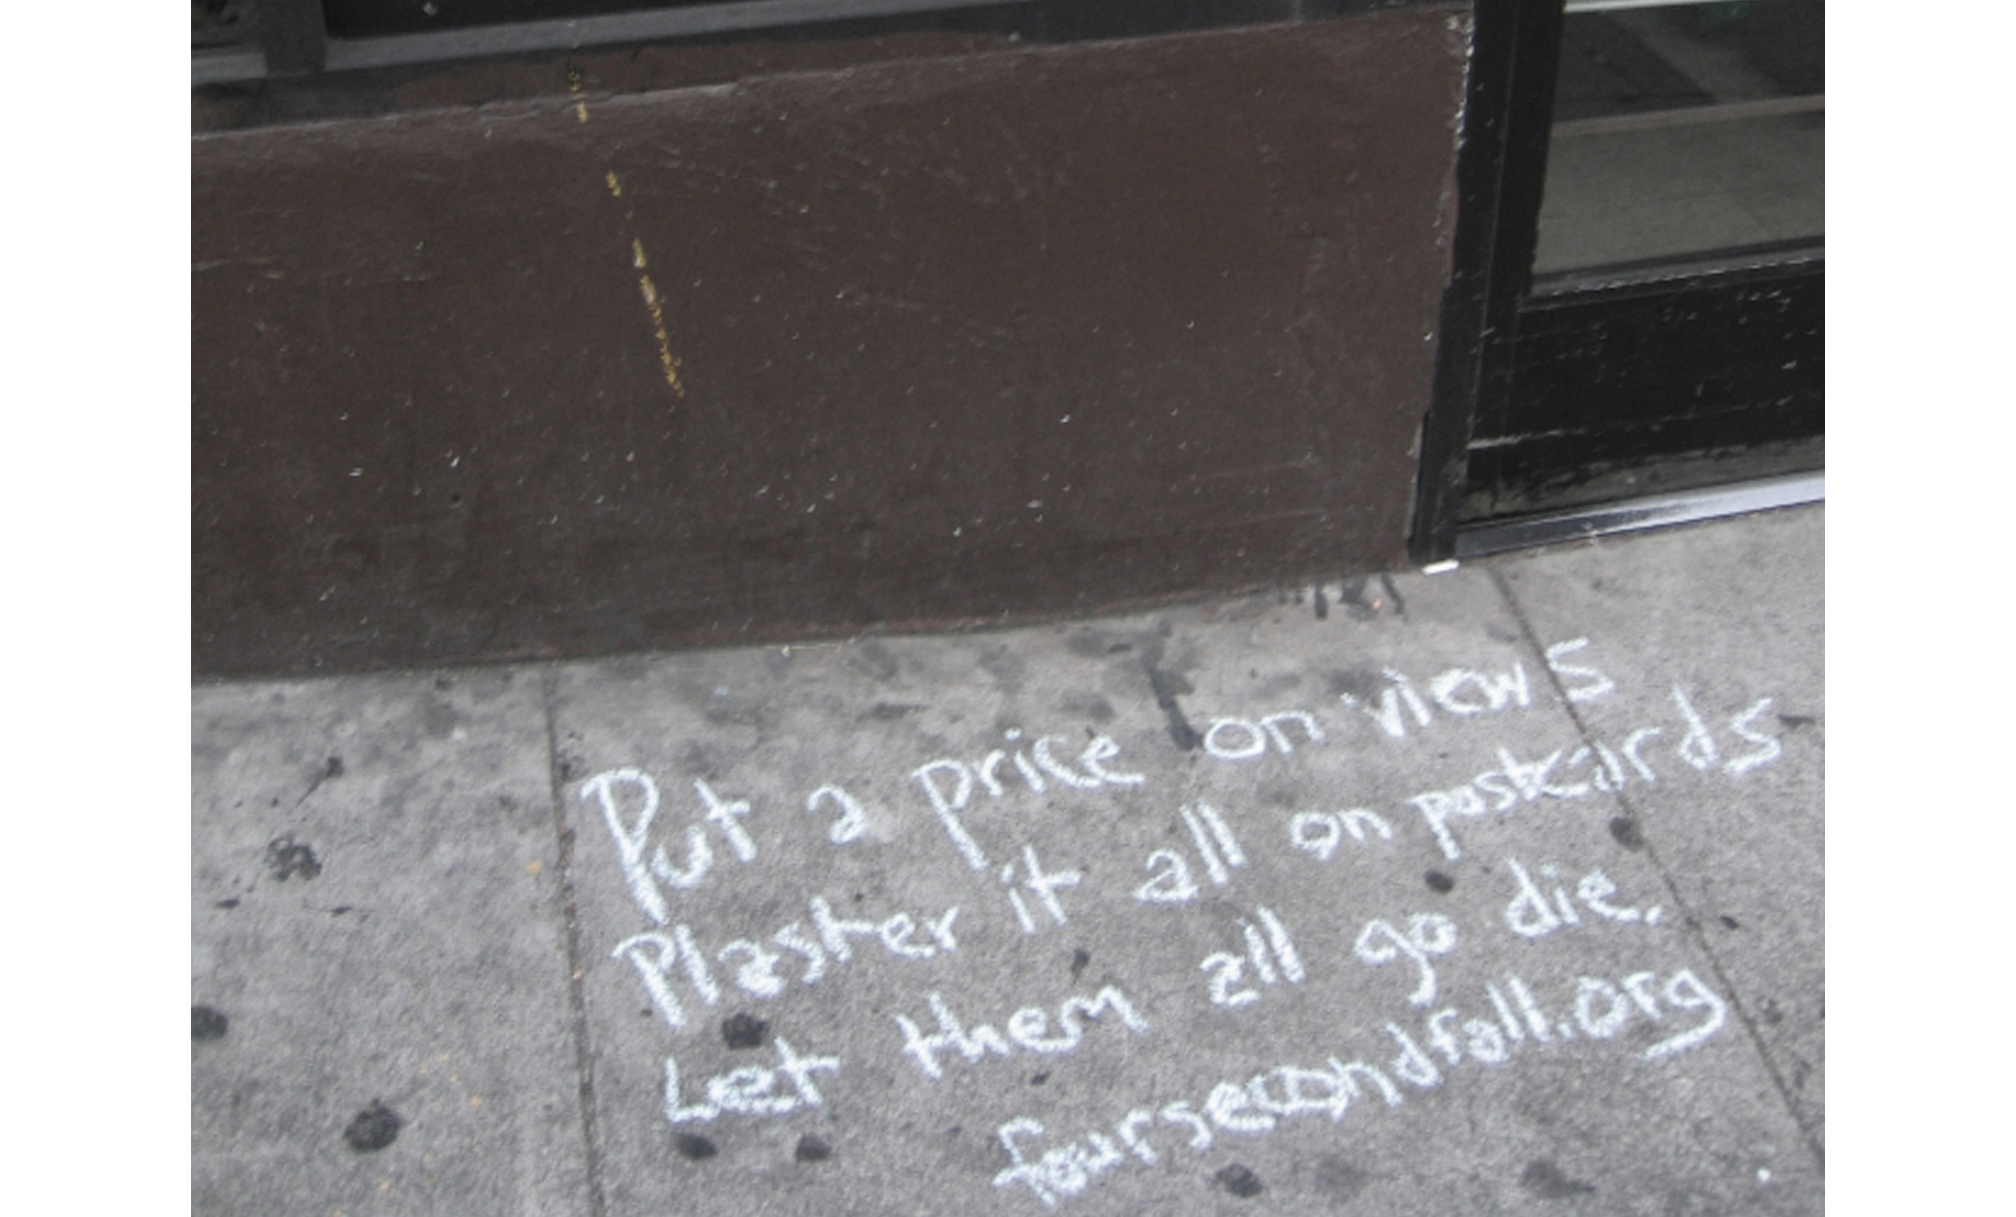 Put a price on views
Plaster it all on postcards
Let them all go die.
foursecondfall.org